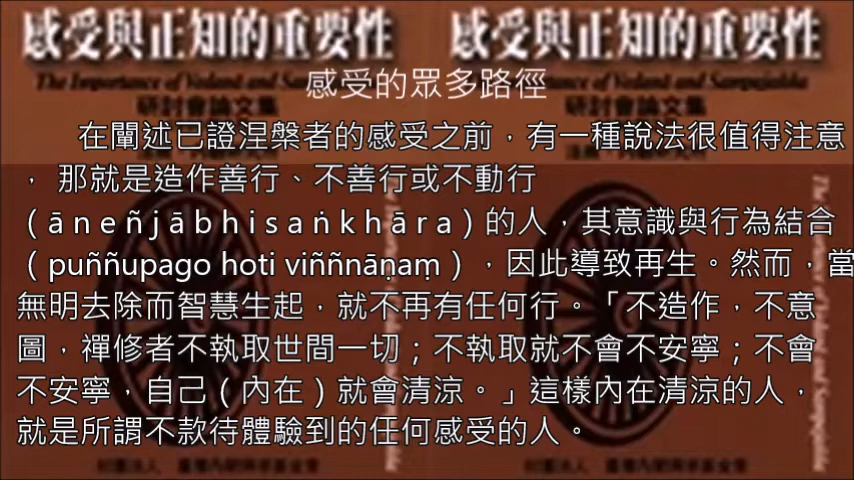 感受與正知的重要性 感受與正知的重要性
The Importance of Vedanā and Sampajañña
感受的眾多路徑
研討會論文集 研討會論文集
在闡述已證涅槃者的感受之前，有一種說法很值得注意
，那就是造作善行、不善行或不動行
（āneñjābhisaṅkhāra）的人，其意識與行為結合
（puññupago hoti viññnāṇaṃ），因此導致再生。然而，當
無明去除而智慧生起，就不再有任何行。「不造作，不意
圖，禪修者不執取世間一切；不執取就不會不安寧；不會
不安寧，自己（內在）就會清涼。」這樣內在清涼的人，
就是所謂不款待體驗到的任何感受的人。